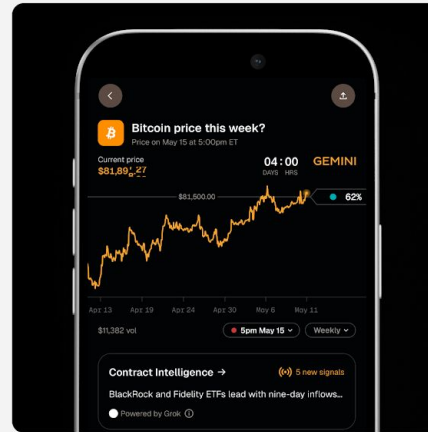 Bitcoin price this week?
Price on May 15 at 5:00pm ET
Current price
04:00
GEMINI
DAYS HRS
$81,500.00
62%
Apr 13 Apr 19 Apr 24 Apr 30 May 6 May 11
$11,382 vol
5pm May 15
Weekly
Contract Intelligence →
5 new signals
BlackRock and Fidelity ETFs lead with nine-day inflows...
Powered by Grok